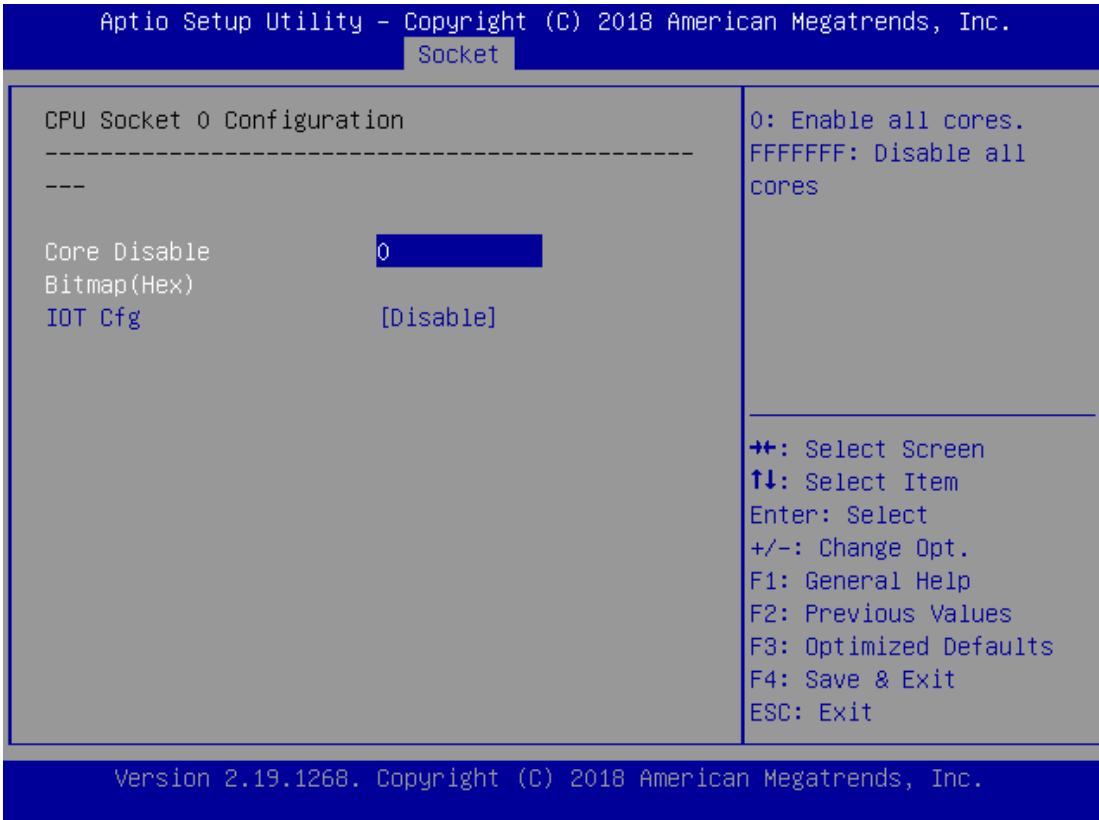 Aptio Setup Utility – Copyright (C) 2018 American Megatrends, Inc.
Socket
CPU Socket 0 Configuration
-----------------------------------------------
---
Core Disable 0
Bitmap(Hex)
IOT Cfg [Disable]
0: Enable all cores.
FFFFFFF: Disable all
cores
→←: Select Screen
↑↓: Select Item
Enter: Select
+/-: Change Opt.
F1: General Help
F2: Previous Values
F3: Optimized Defaults
F4: Save & Exit
ESC: Exit
Version 2.19.1268. Copyright (C) 2018 American Megatrends, Inc.